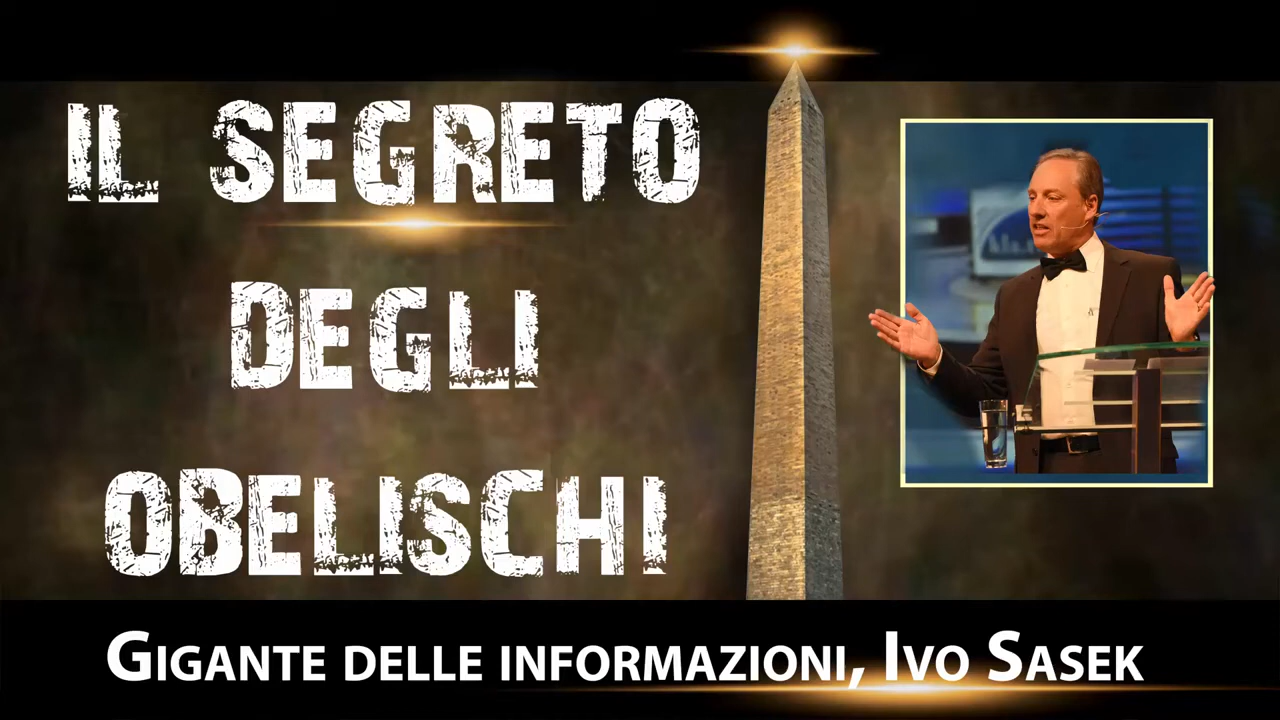 IL SEGRETO
DEGLI
OBELISCHI
Gigante delle informazioni, Ivo Sasek